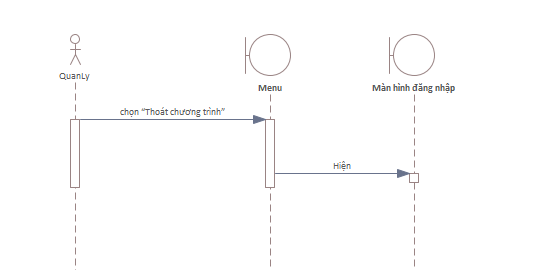 QuanLy
Menu
Màn hình đăng nhập
chọn "Thoát chương trình"
Hiện